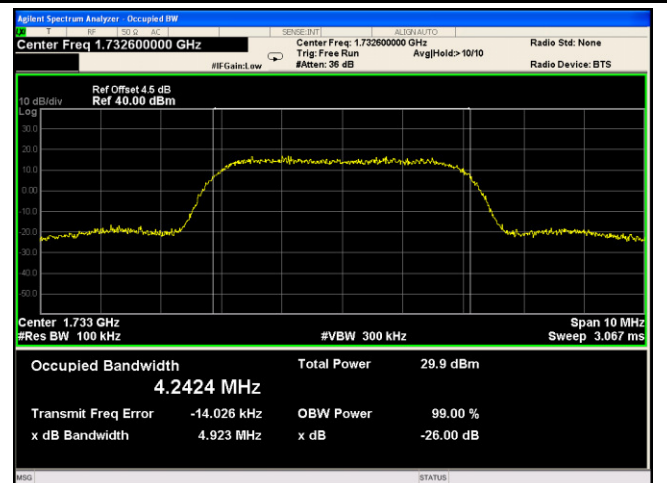 Agilent Spectrum Analyzer - Occupied BW
T RF 50 Ω AC SENSE:INT ALIGN AUTO
Center Freq 1.732600000 GHz Center Freq: 1.732600000 GHz Radio Std: None
Trig: Free Run Avg|Hold:> 10/10
#IFGain:Low #Atten: 36 dB Radio Device: BTS
Ref Offset 4.5 dB
10 dB/div Ref 40.00 dBm
Log
30.0
20.0
10.0
0.00
-10.0
-20.0
-30.0
-40.0
-50.0
Center 1.733 GHz Span 10 MHz
#Res BW 100 kHz #VBW 300 kHz Sweep 3.067 ms
Occupied Bandwidth Total Power 29.9 dBm
4.2424 MHz
Transmit Freq Error -14.026 kHz OBW Power 99.00 %
x dB Bandwidth 4.923 MHz x dB -26.00 dB
MSG STATUS